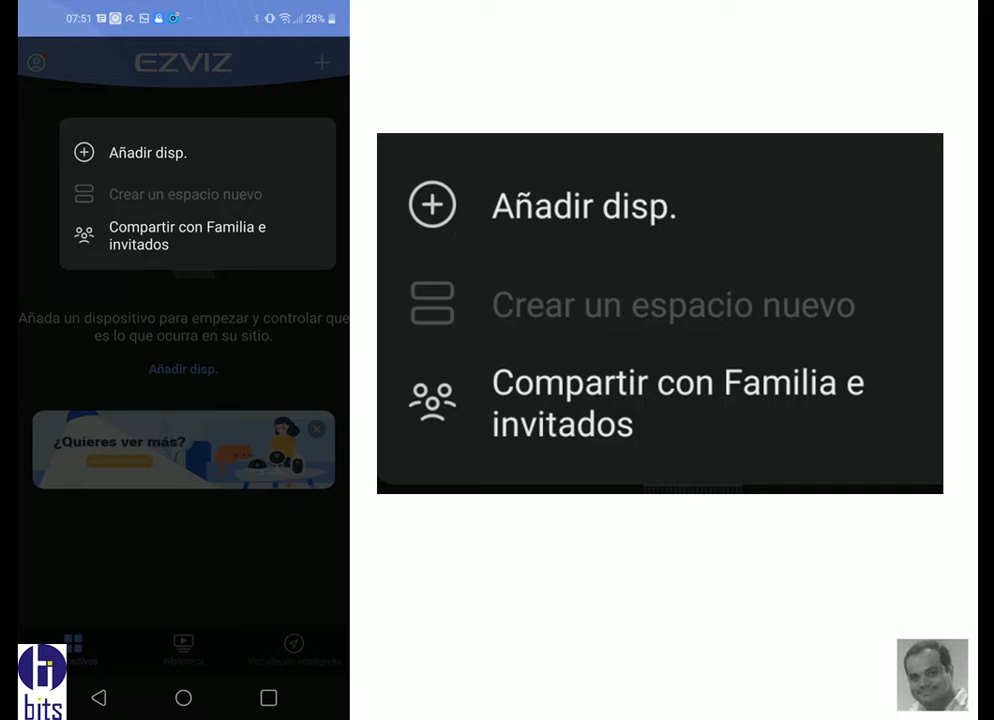 07:51
28%
EZVIZ
Añadir disp.
Crear un espacio nuevo
Compartir con Familia e
invitados
Añada un dispositivo para empezar y controlar que
es lo que ocurra en su sitio.
Añadir disp.
¿Quieres ver más?
ositivos
Biblioteca
Vinculación inteligente
bits
Añadir disp.
Crear un espacio nuevo
Compartir con Familia e
invitados